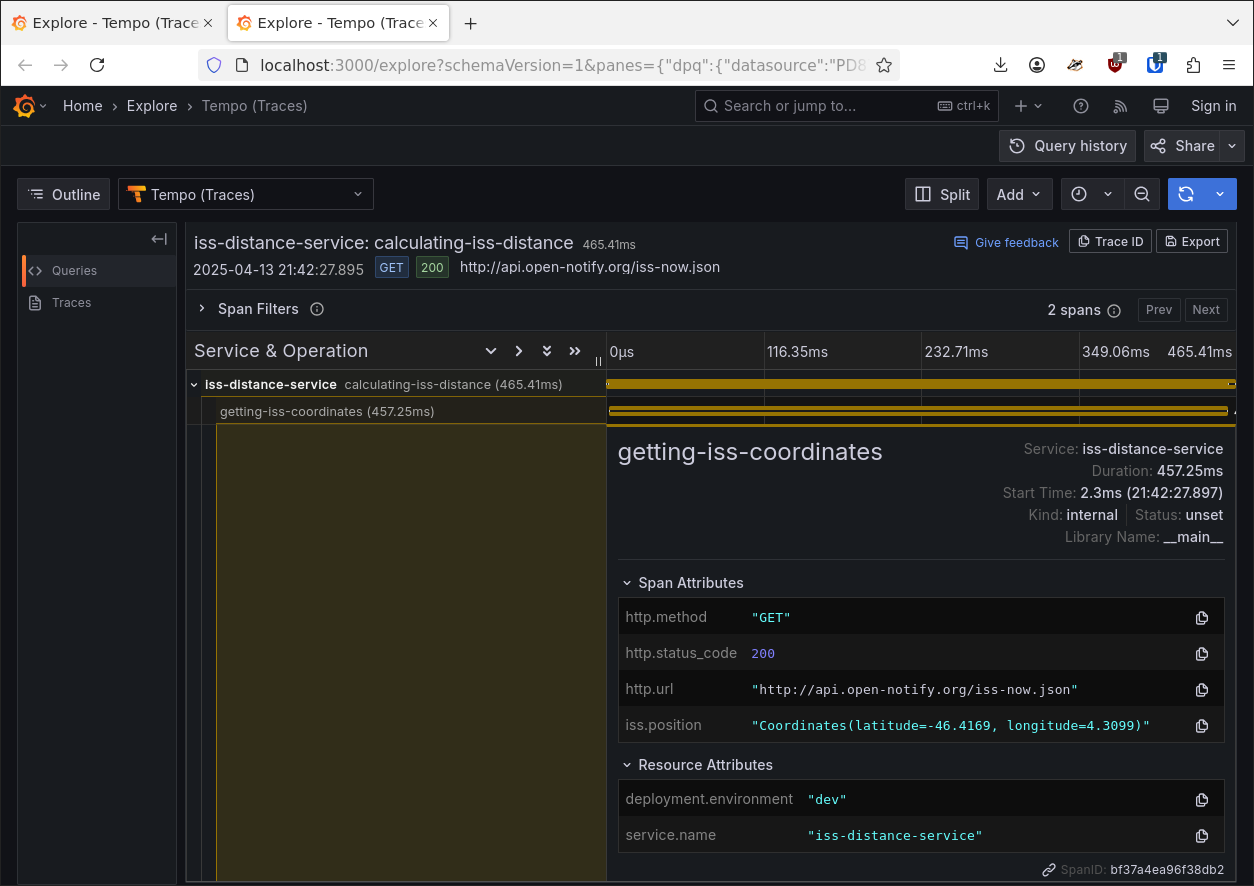 Explore - Tempo (Trace
Explore - Tempo (Trace
localhost:3000/explore?schemaVersion=1&panes={"dpq":{"datasource":"PD8
1
1
Home
Explore
Tempo (Traces)
Search or jump to...
ctrl+k
Sign in
Query history
Share
Outline
Tempo (Traces)
Split
Add
Queries
Traces
iss-distance-service: calculating-iss-distance 465.41ms
Give feedback
Trace ID
Export
2025-04-13 21:42:27.895 GET 200 http://api.open-notify.org/iss-now.json
Span Filters
2 spans
Prev
Next
Service & Operation
0μs
116.35ms
232.71ms
349.06ms
465.41ms
iss-distance-service calculating-iss-distance (465.41ms)
getting-iss-coordinates (457.25ms)
getting-iss-coordinates
Service: iss-distance-service
Duration: 457.25ms
Start Time: 2.3ms (21:42:27.897)
Kind: internal
Status: unset
Library Name: __main__
Span Attributes
http.method "GET"
http.status_code 200
http.url "http://api.open-notify.org/iss-now.json"
iss.position "Coordinates(latitude=-46.4169, longitude=4.3099)"
Resource Attributes
deployment.environment "dev"
service.name "iss-distance-service"
SpanID: bf37a4ea96f38db2